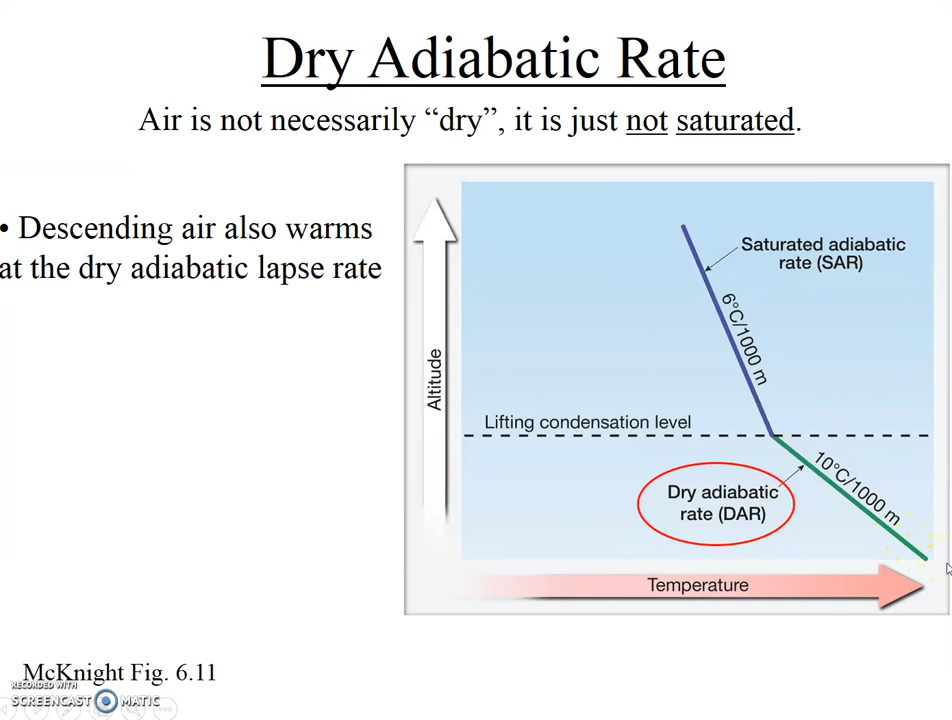 Dry Adiabatic Rate
Air is not necessarily “dry”, it is just not saturated.
• Descending air also warms
at the dry adiabatic lapse rate
Altitude
Saturated adiabatic
rate (SAR)
6°C/1000 m
Lifting condensation level
10°C/1000 m
Dry adiabatic
rate (DAR)
Temperature
McKnight Fig. 6.11
RECORDED WITH
SCREENCAST MATIC